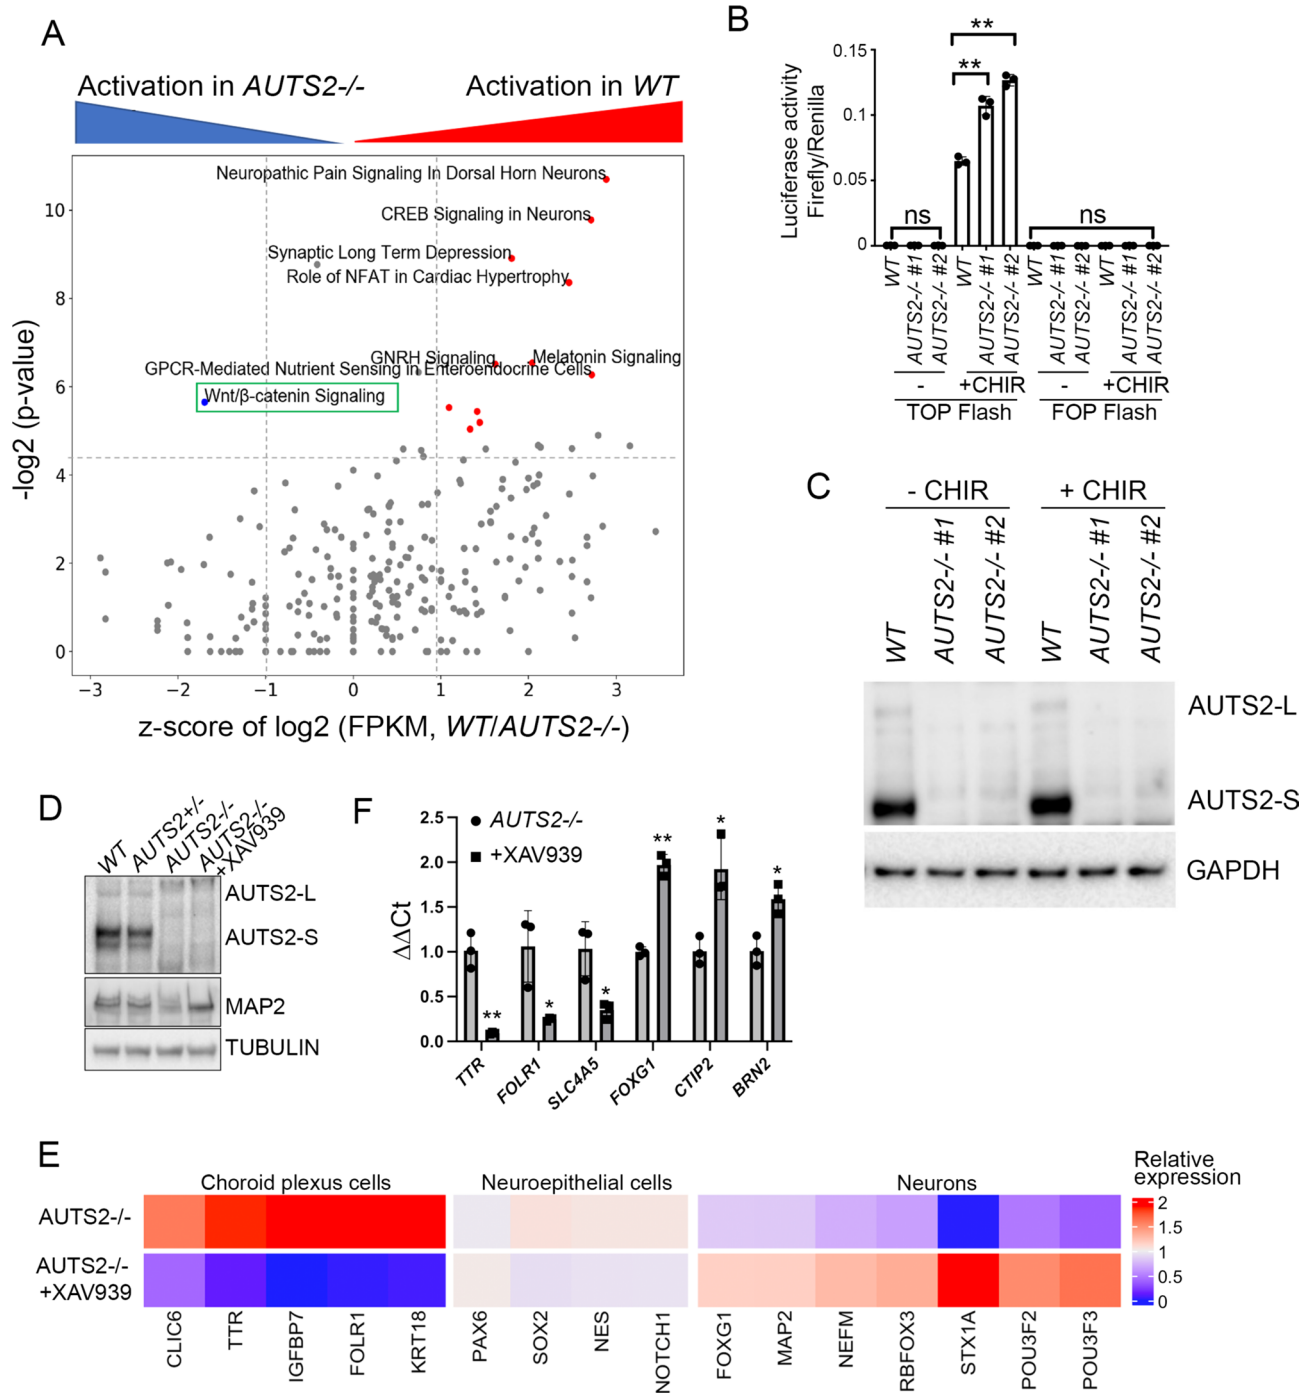 A
Activation in AUTS2-/-
Activation in WT
Neuropathic Pain Signaling In Dorsal Horn Neurons
CREB Signaling in Neurons
Synaptic Long Term Depression
Role of NFAT in Cardiac Hypertrophy
GNRH Signaling
Melatonin Signaling
GPCR-Mediated Nutrient Sensing in Enteroendocrine Cells
Wnt/β-catenin Signaling
-log2 (p-value)
10
8
6
4
2
0
−3 −2 −1 0 1 2 3
z-score of log2 (FPKM, WT/AUTS2-/-)
B
Luciferase activity
Firefly/Renilla
0.15
0.1
0.05
0
**
**
ns
ns
WT AUTS2-/- #1 AUTS2-/- #2 WT AUTS2-/- #1 AUTS2-/- #2 WT AUTS2-/- #1 AUTS2-/- #2 WT AUTS2-/- #1 AUTS2-/- #2
- +CHIR - +CHIR
TOP Flash FOP Flash
C
- CHIR + CHIR
WT AUTS2-/- #1 AUTS2-/- #2 WT AUTS2-/- #1 AUTS2-/- #2
AUTS2-L
AUTS2-S
GAPDH
D
WT AUTS2+/- AUTS2-/- AUTS2-/-
+XAV939
AUTS2-L
AUTS2-S
MAP2
TUBULIN
F
AUTS2-/-
+XAV939
ΔΔCt
2.5
2.0
1.5
1.0
0.5
0.0
** * * ** * *
TTR FOLR1 SLC4A5 FOXG1 CTIP2 BRN2
E
Choroid plexus cells Neuroepithelial cells Neurons
Relative
expression
2
1.5
1
0.5
0
AUTS2-/-
AUTS2-/-
+XAV939
CLIC6 TTR IGFBP7 FOLR1 KRT18 PAX6 SOX2 NES NOTCH1 FOXG1 MAP2 NEFM RBFOX3 STX1A POU3F2 POU3F3